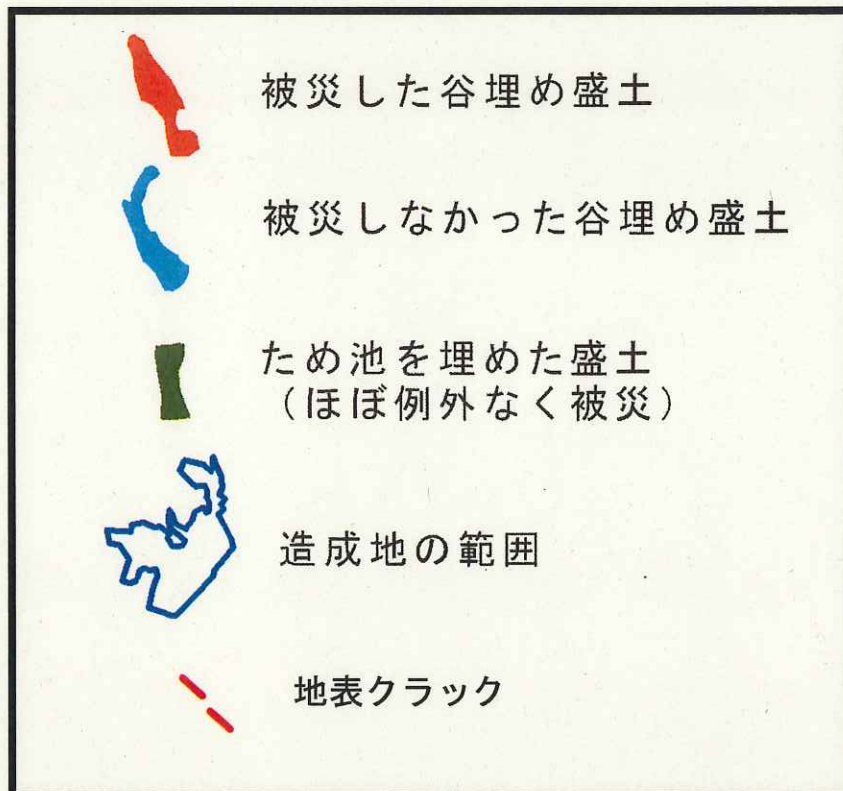 被災した谷埋め盛土
被災しなかった谷埋め盛土
ため池を埋めた盛土
（ほぼ例外なく被災）
造成地の範囲
地表クラック